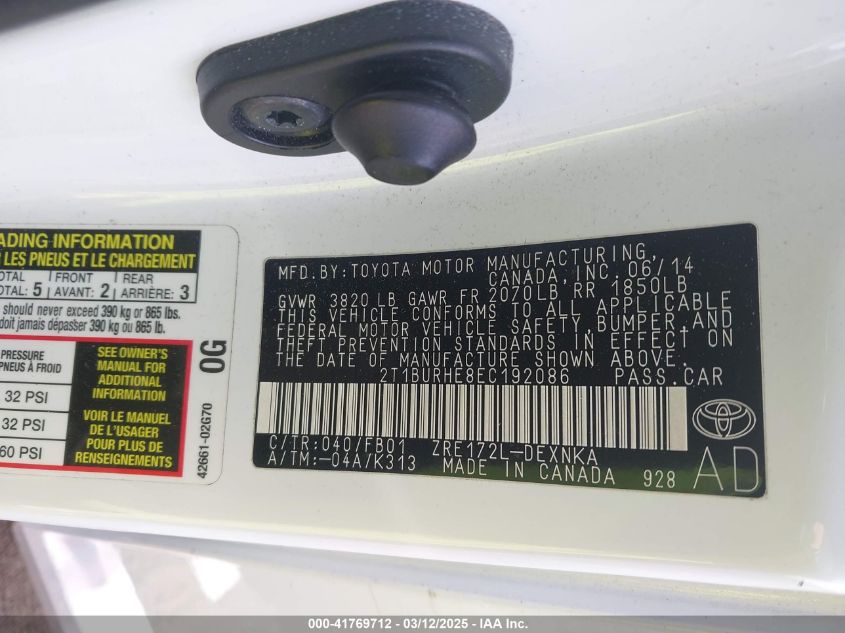 ADING INFORMATION
LES PNEUS ET LE CHARGEMENT
OTAL 5 FRONT AVANT: 2 REAR ARRIÈRE: 3
should never exceed 390 kg or 865 lbs.
doit jamais dépasser 390 kg ou 865 lb.
PRESSURE
PNEUS À FROID
32 PSI
32 PSI
60 PSI
SEE OWNER'S
MANUAL FOR
ADDITIONAL
INFORMATION
VOIR LE MANUEL
DE L'USAGER
POUR PLUS DE
RENSEIGNEMENTS
0G
42661-02G70
MFD.BY:TOYOTA MOTOR MANUFACTURING,
CANADA, INC. 06/14
GVWR 3820 LB GAWR FR 2070LB, RR 1850LB
THIS VEHICLE CONFORMS TO ALL APPLICABLE
FEDERAL MOTOR VEHICLE SAFETY, BUMPER, AND
THEFT PREVENTION STANDARDS IN EFFECT ON
THE DATE OF MANUFACTURE SHOWN ABOVE.
2T1BURHE8EC192086 PASS.CAR
C/TR:040/FB01 ZRE172L-DEXNKA
A/TM:-04A/K313 MADE IN CANADA 928
AD
000-41769712 - 03/12/2025 - IAA Inc.